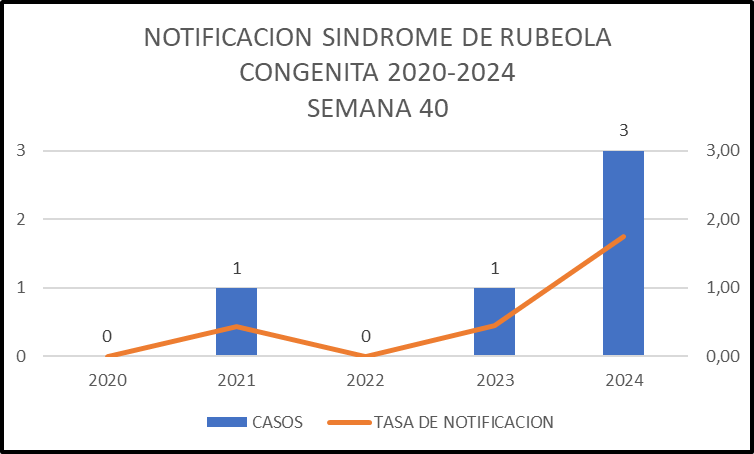 NOTIFICACION SINDROME DE RUBEOLA
CONGENITA 2020-2024
SEMANA 40
3
2
1
0
0
1
0
1
3
3,00
2,00
1,00
0,00
2020 2021 2022 2023 2024
CASOS TASA DE NOTIFICACION